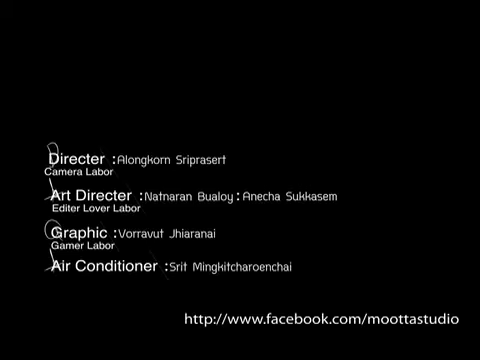 Directer : Alongkorn Sriprasert
Camera Labor
Art Directer : Natnaran Bualoy : Anecha Sukkasem
Editer Lover Labor
Graphic : Vorravut Jhiaranai
Gamer Labor
Air Conditioner : Srit Mingkitcharoenchai
http://www.facebook.com/moottastudio